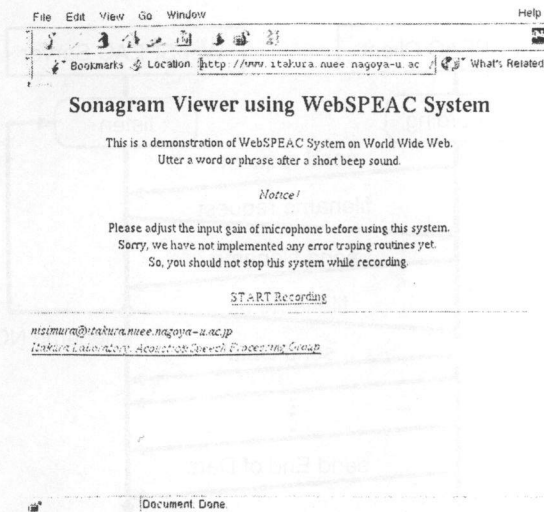 File Edit View Go Window Help
Bookmarks Location: http://www.itakura.nuee.nagoya-u.ac / What's Related
Sonagram Viewer using WebSPEAC System
This is a demonstration of WebSPEAC System on World Wide Web.
Utter a word or phrase after a short beep sound.
Notice!
Please adjust the input gain of microphone before using this system.
Sorry, we have not implemented any error traping routines yet.
So, you should not stop this system while recording.
START Recording
nisimura@itakura.nuee.nagoya-u.ac.jp
Itakura Laboratory, Acoustics Speech Processing Group
Document: Done.